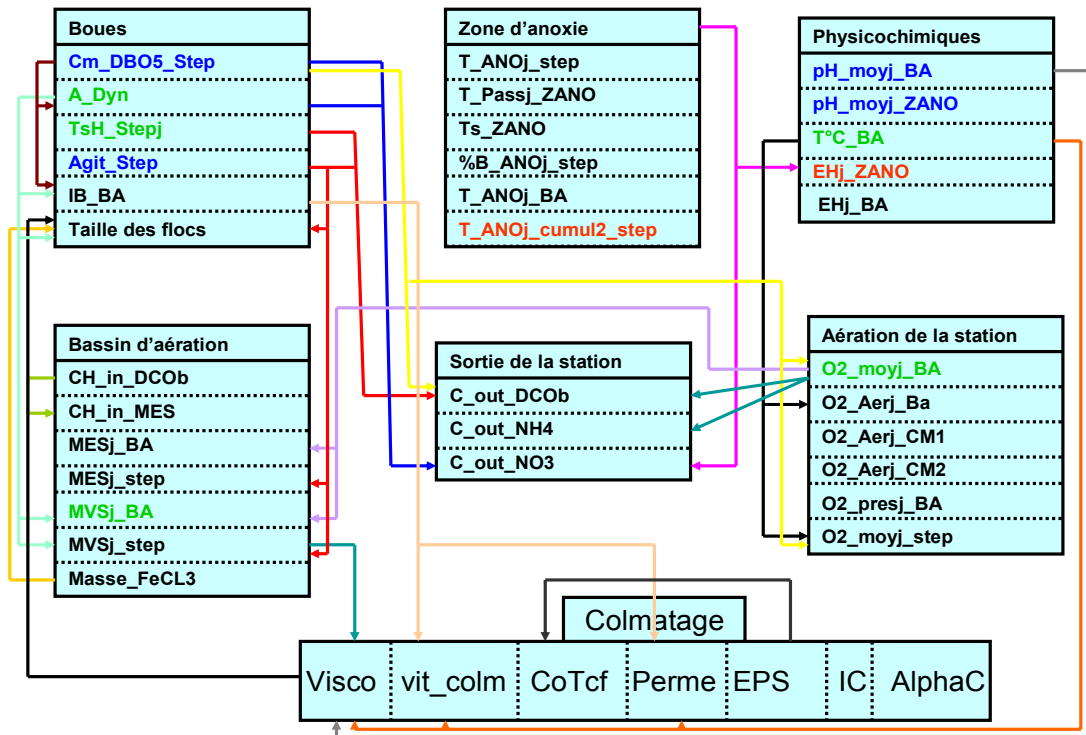 Boues
Cm_DBO5_Step
A_Dyn
TsH_Stepj
Agit_Step
IB_BA
Taille des flocs
Zone d'anoxie
T_ANOj_step
T_Passj_ZANO
Ts_ZANO
%B_ANOj_step
T_ANOj_BA
T_ANOj_cumul2_step
Physicochimiques
pH_moyj_BA
pH_moyj_ZANO
T°C_BA
EHj_ZANO
EHj_BA
Bassin d'aération
CH_in_DCOb
CH_in_MES
MESj_BA
MESj_step
MVSj_BA
MVSj_step
Masse_FeCL3
Sortie de la station
C_out_DCOb
C_out_NH4
C_out_NO3
Aération de la station
O2_moyj_BA
O2_Aerj_Ba
O2_Aerj_CM1
O2_Aerj_CM2
O2_presj_BA
O2_moyj_step
Colmatage
Visco vit_colm CoTcf Perme EPS IC AlphaC